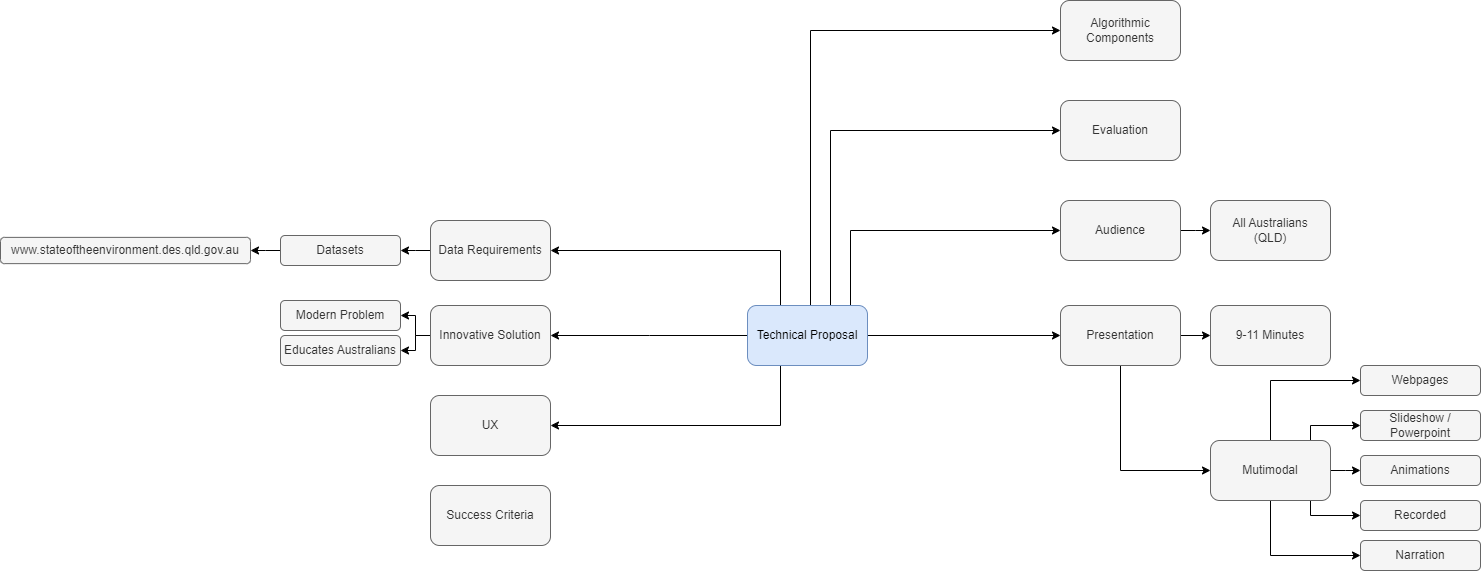 Algorithmic
Components
Evaluation
Audience
All Australians
(QLD)
www.stateoftheenvironment.des.qld.gov.au
Datasets
Data Requirements
Modern Problem
Educates Australians
Innovative Solution
Technical Proposal
Presentation
9-11 Minutes
UX
Success Criteria
Mutimodal
Webpages
Slideshow /
Powerpoint
Animations
Recorded
Narration